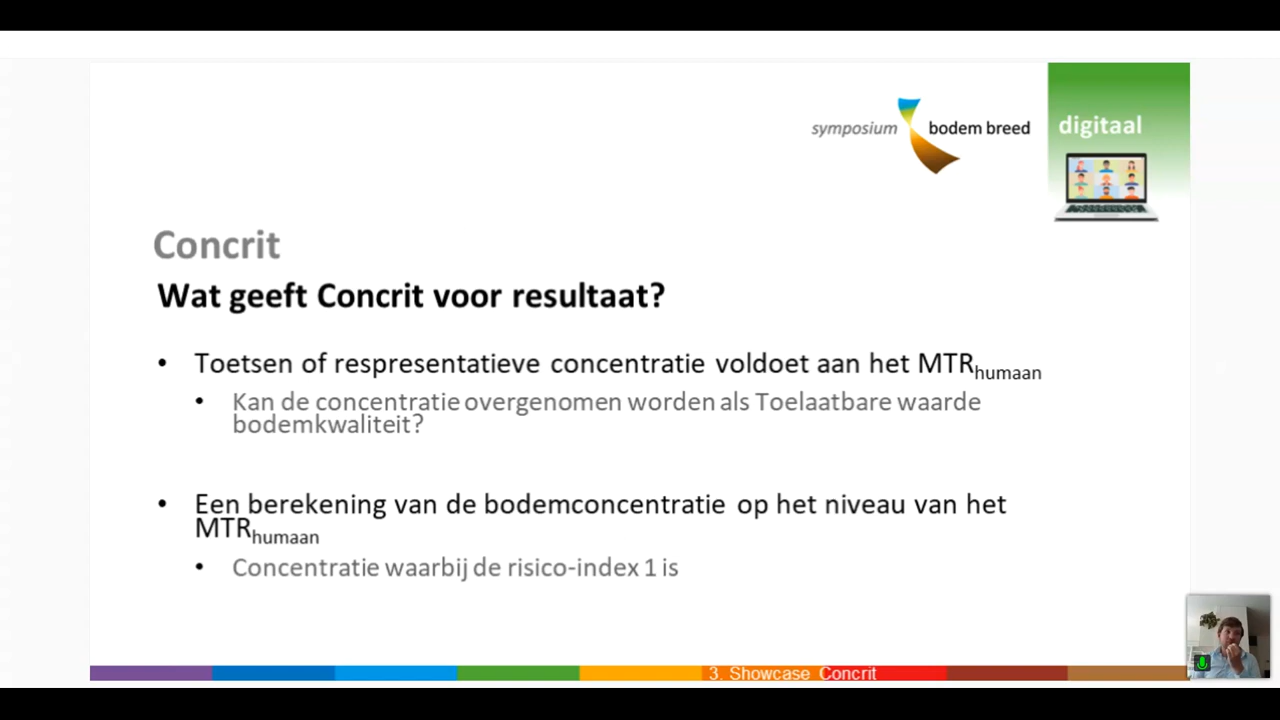 symposium bodem breed digitaal
Concrit
Wat geeft Concrit voor resultaat?
• Toetsen of respresentatieve concentratie voldoet aan het MTRhumaan
• Kan de concentratie overgenomen worden als Toelaatbare waarde
bodemkwaliteit?
• Een berekening van de bodemconcentratie op het niveau van het
MTRhumaan
• Concentratie waarbij de risico-index 1 is
3. Showcase Concrit